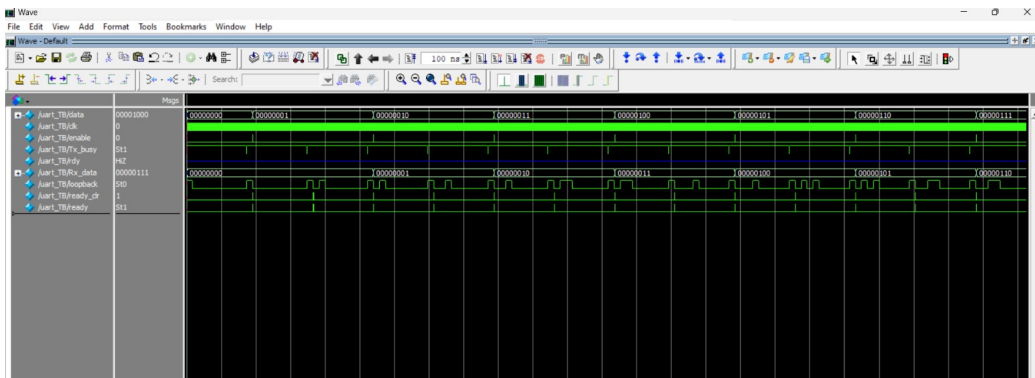 Wave
File Edit View Add Format Tools Bookmarks Window Help
Wave - Default
100 ns
Search:
Msgs
/uart_TB/data 00001000 00000000 00000001 00000010 00000011 00000100 00000101 00000110 00000111
/uart_TB/clk 0
/uart_TB/enable 0
/uart_TB/Tx_busy St1
/uart_TB/rdy HiZ
/uart_TB/Rx_data 00000111 00000000 00000001 00000010 00000011 00000100 00000101 00000110
/uart_TB/loopback St0
/uart_TB/ready_clr 1
/uart_TB/ready St1